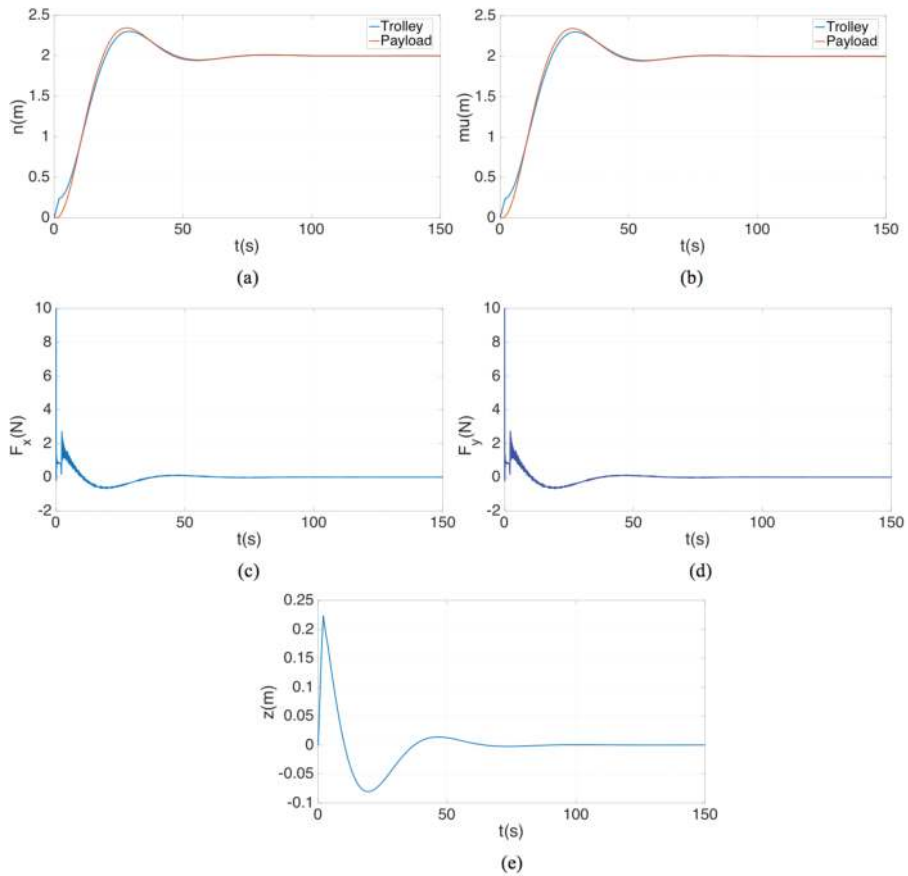 2.5
2
1.5
1
0.5
0
n(m)
Trolley
Payload
0 50 100 150
t(s)
(a)
2.5
2
1.5
1
0.5
0
mu(m)
Trolley
Payload
0 50 100 150
t(s)
(b)
10
8
6
4
2
0
-2
F_x(N)
0 50 100 150
t(s)
(c)
10
8
6
4
2
0
-2
F_y(N)
0 50 100 150
t(s)
(d)
0.25
0.2
0.15
0.1
0.05
0
-0.05
-0.1
z(m)
0 50 100 150
t(s)
(e)